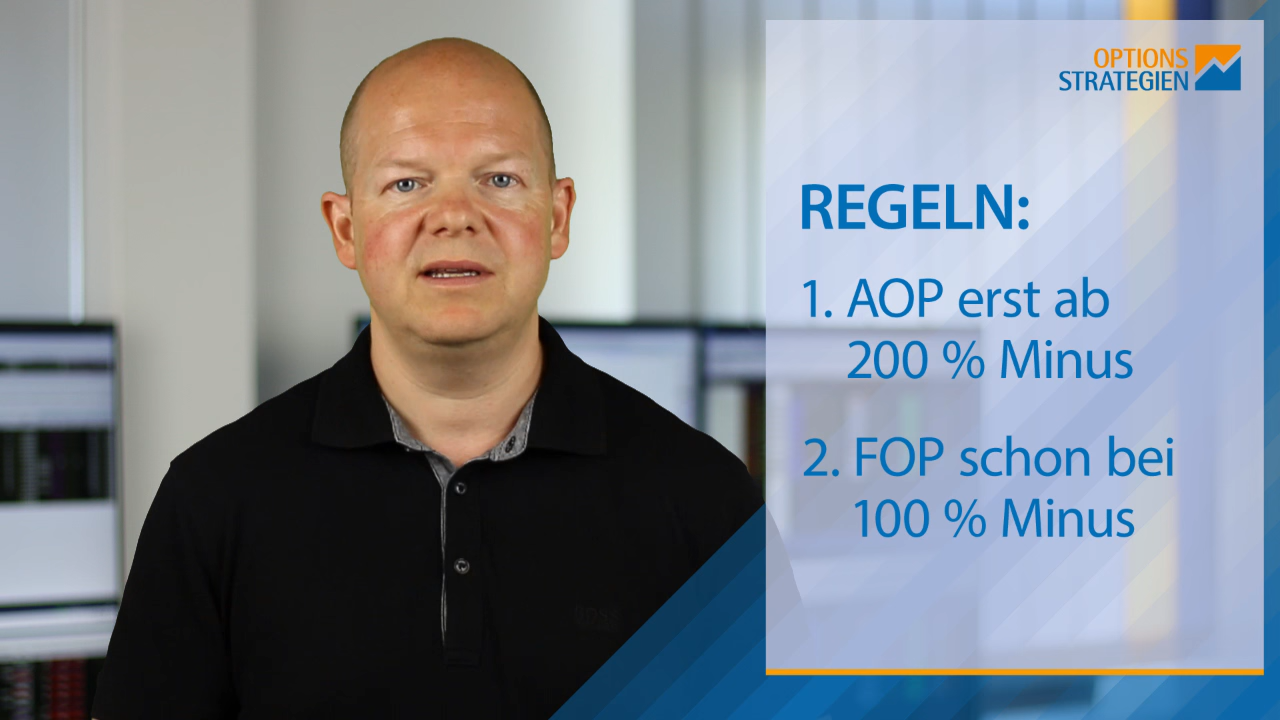 OPTIONS
STRATEGIEN
REGELN:
1. AOP erst ab
200 % Minus
2. FOP schon bei
100 % Minus